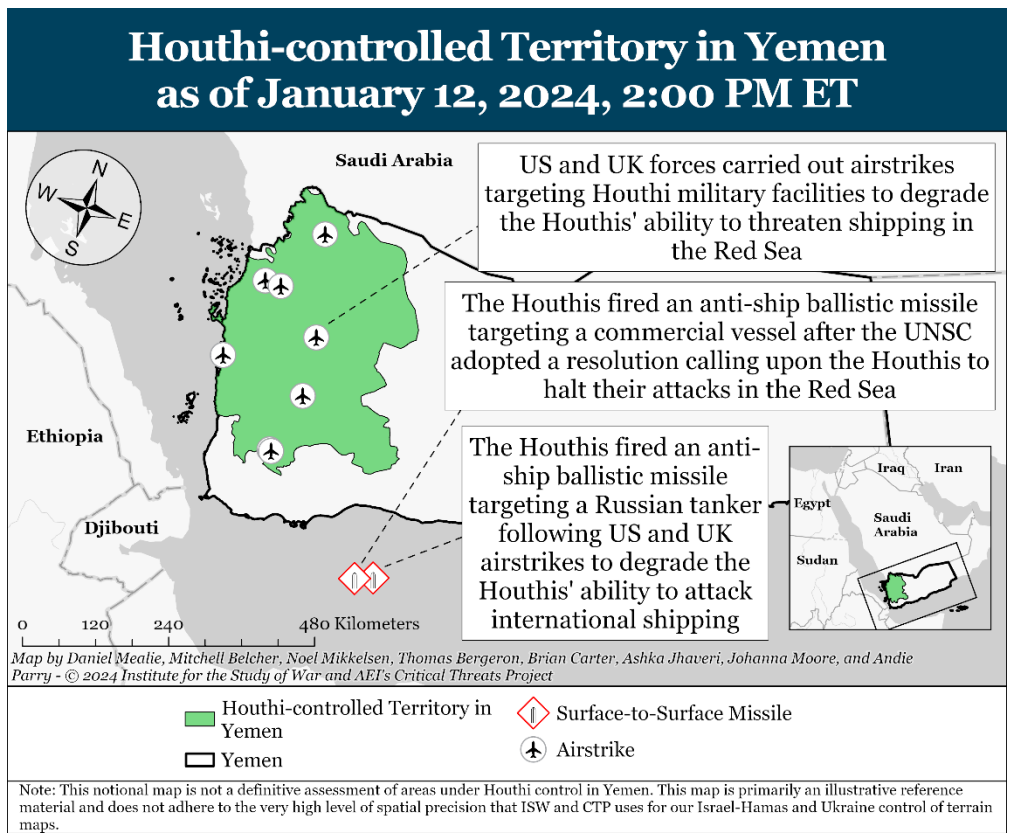 Houthi-controlled Territory in Yemen
as of January 12, 2024, 2:00 PM ET
N
W
E
S
Saudi Arabia
US and UK forces carried out airstrikes
targeting Houthi military facilities to degrade
the Houthis' ability to threaten shipping in
the Red Sea
The Houthis fired an anti-ship ballistic missile
targeting a commercial vessel after the UNSC
adopted a resolution calling upon the Houthis to
halt their attacks in the Red Sea
Ethiopia
The Houthis fired an anti-
ship ballistic missile
targeting a Russian tanker
following US and UK
airstrikes to degrade the
Houthis' ability to attack
international shipping
Djibouti
Iraq
Iran
Egypt
Saudi
Arabia
Sudan
0 120 240 480 Kilometers
Map by Daniel Mealie, Mitchell Belcher, Noel Mikkelsen, Thomas Bergeron, Brian Carter, Ashka Jhaveri, Johanna Moore, and Andie
Parry - © 2024 Institute for the Study of War and AEI's Critical Threats Project
Houthi-controlled Territory in
Yemen
Yemen
Surface-to-Surface Missile
Airstrike
Note: This notional map is not a definitive assessment of areas under Houthi control in Yemen. This map is primarily an illustrative reference
material and does not adhere to the very high level of spatial precision that ISW and CTP uses for our Israel-Hamas and Ukraine control of terrain
maps.